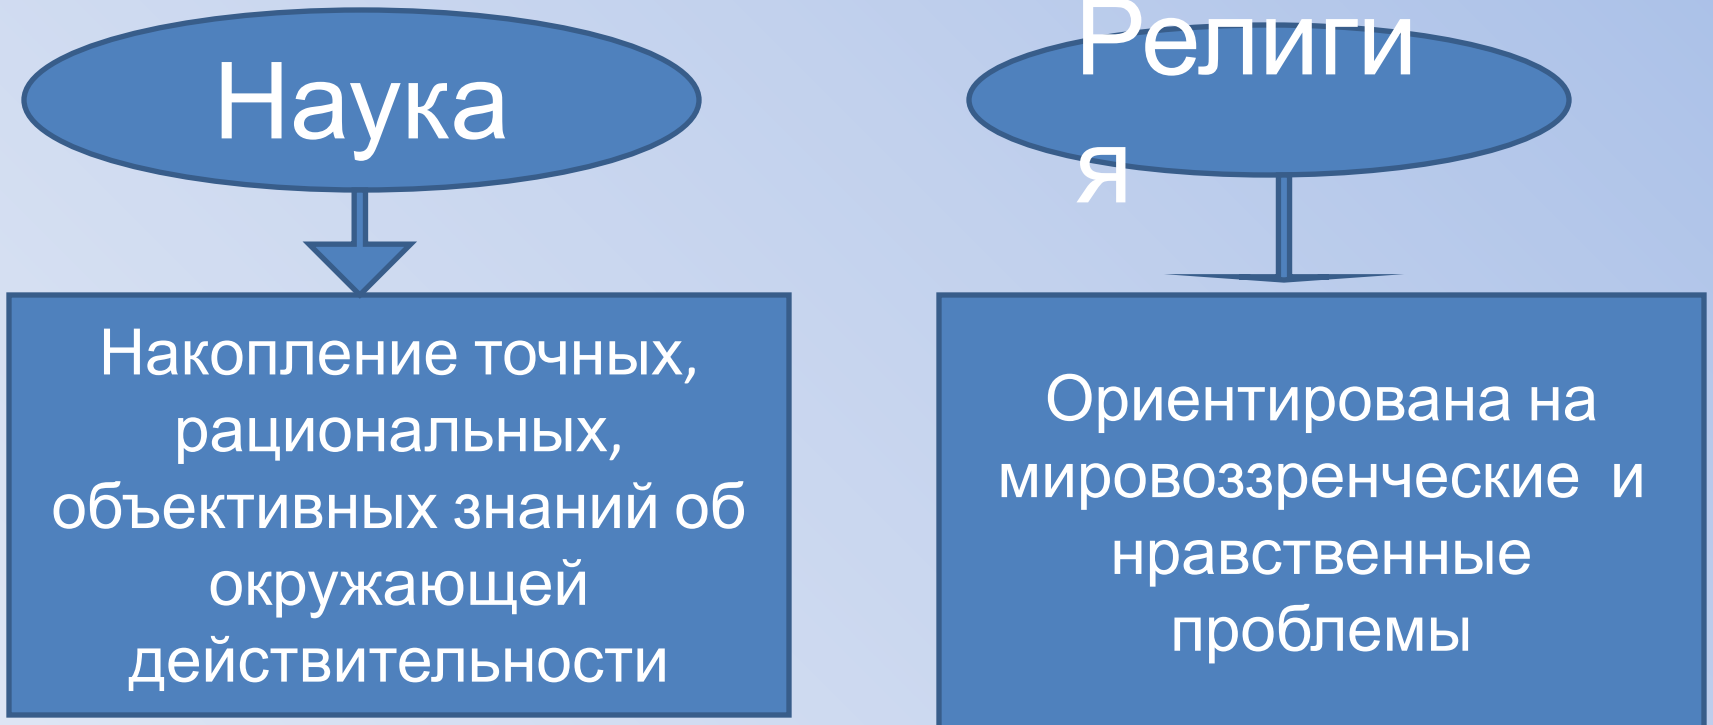 Наука
Религи
я
Накопление точных,
рациональных,
объективных знаний об
окружающей
действительности
Ориентирована на
мировоззренческие и
нравственные
проблемы